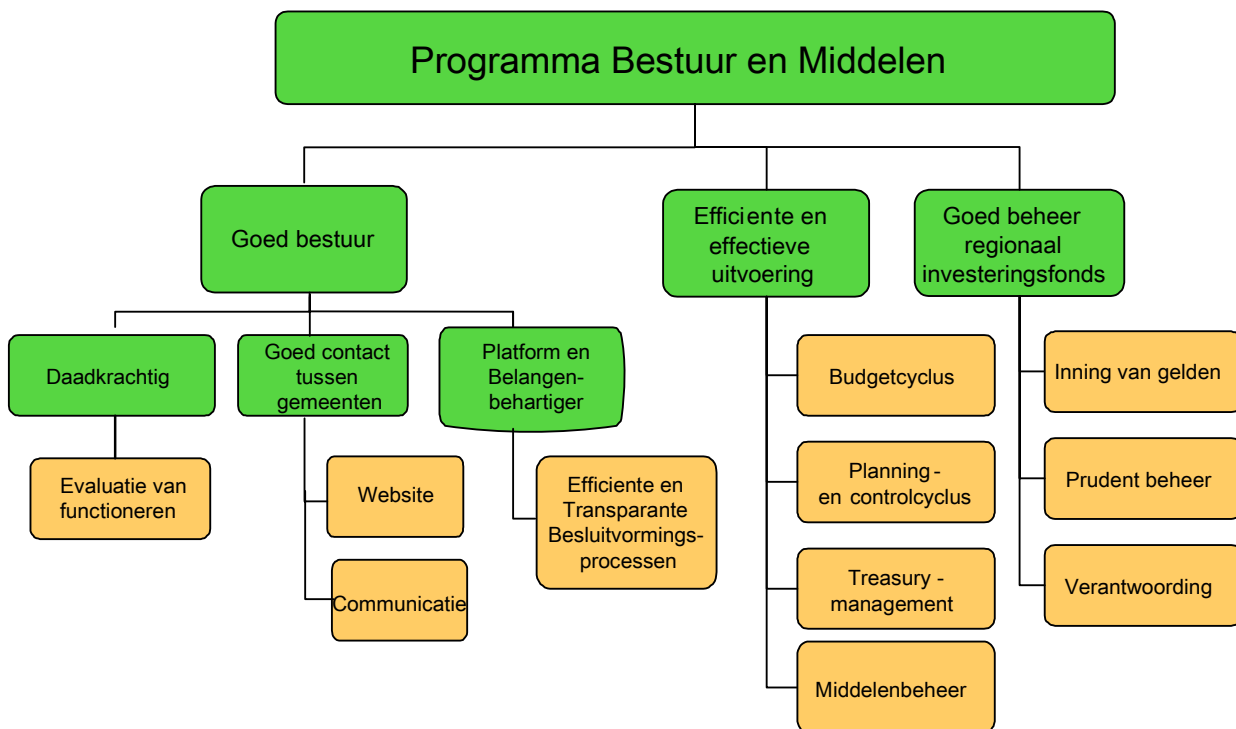 Programma Bestuur en Middelen
Goed bestuur
Efficiente en
effectieve
uitvoering
Goed beheer
regionaal
investeringsfonds
Daadkrachtig
Goed contact
tussen
gemeenten
Platform en
Belangen-
behartiger
Evaluatie van
functioneren
Website
Communicatie
Efficiente en
Transparante
Besluitvormings-
processen
Budgetcyclus
Planning -
en controlcyclus
Treasury -
management
Middelenbeheer
Inning van gelden
Prudent beheer
Verantwoording